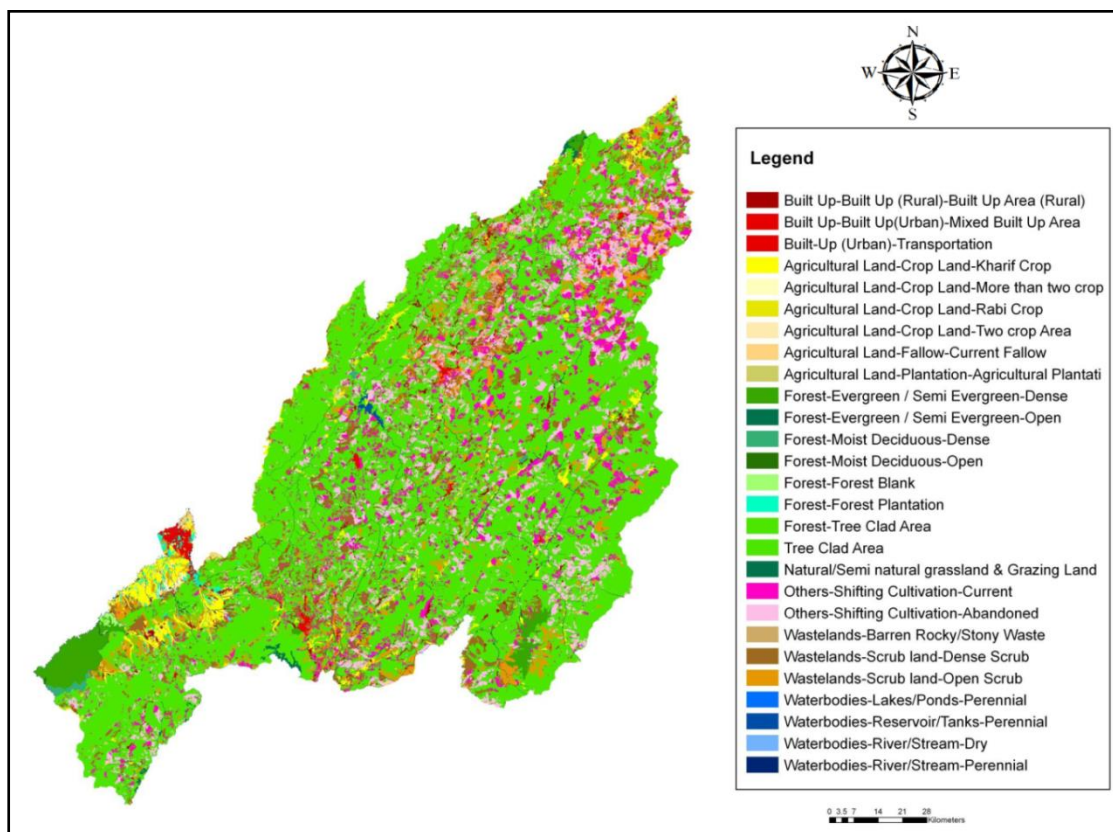 N
W E
S
Legend
Built Up-Built Up (Rural)-Built Up Area (Rural)
Built Up-Built Up(Urban)-Mixed Built Up Area
Built-Up (Urban)-Transportation
Agricultural Land-Crop Land-Kharif Crop
Agricultural Land-Crop Land-More than two crop
Agricultural Land-Crop Land-Rabi Crop
Agricultural Land-Crop Land-Two crop Area
Agricultural Land-Fallow-Current Fallow
Agricultural Land-Plantation-Agricultural Plantati
Forest-Evergreen / Semi Evergreen-Dense
Forest-Evergreen / Semi Evergreen-Open
Forest-Moist Deciduous-Dense
Forest-Moist Deciduous-Open
Forest-Forest Blank
Forest-Forest Plantation
Forest-Tree Clad Area
Tree Clad Area
Natural/Semi natural grassland & Grazing Land
Others-Shifting Cultivation-Current
Others-Shifting Cultivation-Abandoned
Wastelands-Barren Rocky/Stony Waste
Wastelands-Scrub land-Dense Scrub
Wastelands-Scrub land-Open Scrub
Waterbodies-Lakes/Ponds-Perennial
Waterbodies-Reservoir/Tanks-Perennial
Waterbodies-River/Stream-Dry
Waterbodies-River/Stream-Perennial
0 3.5 7 14 21 28
Kilometers